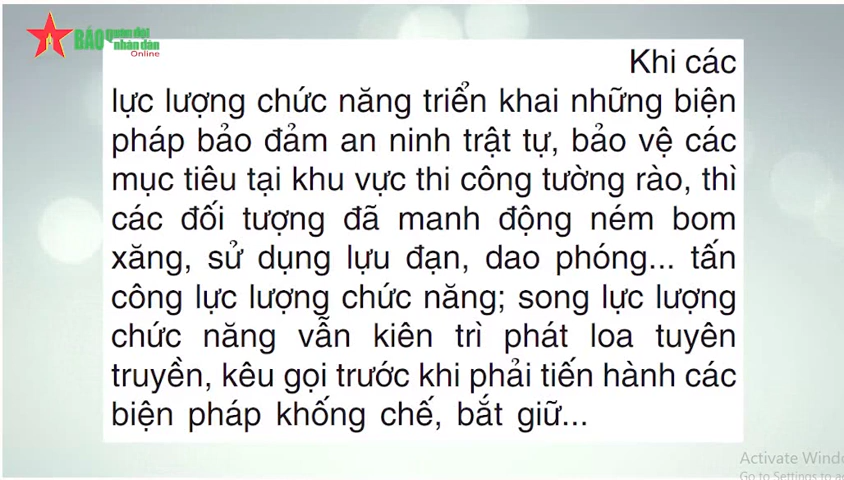 BÁO quân đội nhân dân
Online
Khi các
lực lượng chức năng triển khai những biện
pháp bảo đảm an ninh trật tự, bảo vệ các
mục tiêu tại khu vực thi công tường rào, thì
các đối tượng đã manh động ném bom
xăng, sử dụng lựu đạn, dao phóng... tấn
công lực lượng chức năng; song lực lượng
chức năng vẫn kiên trì phát loa tuyên
truyền, kêu gọi trước khi phải tiến hành các
biện pháp khống chế, bắt giữ...
Activate Windo
Go to Settings to a